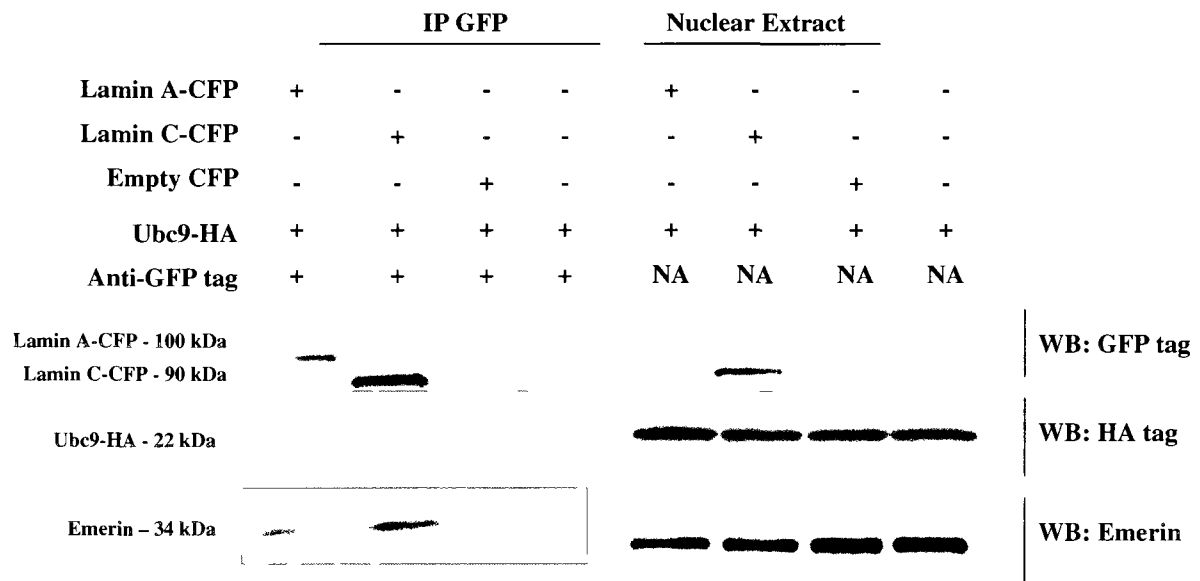 IP GFP Nuclear Extract
Lamin A-CFP + - - - + - - -
Lamin C-CFP - + - - - + - -
Empty CFP - - + - - - + -
Ubc9-HA + + + + + + + +
Anti-GFP tag + + + + NA NA NA NA
Lamin A-CFP - 100 kDa
WB: GFP tag
Lamin C-CFP - 90 kDa
Ubc9-HA - 22 kDa WB: HA tag
Emerin – 34 kDa WB: Emerin